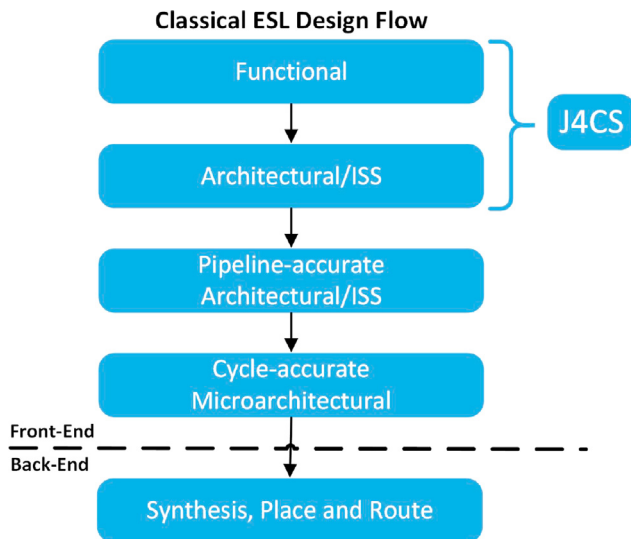 Classical ESL Design Flow
Functional
J4CS
Architectural/ISS
Pipeline-accurate
Architectural/ISS
Cycle-accurate
Microarchitectural
Front-End
Back-End
Synthesis, Place and Route